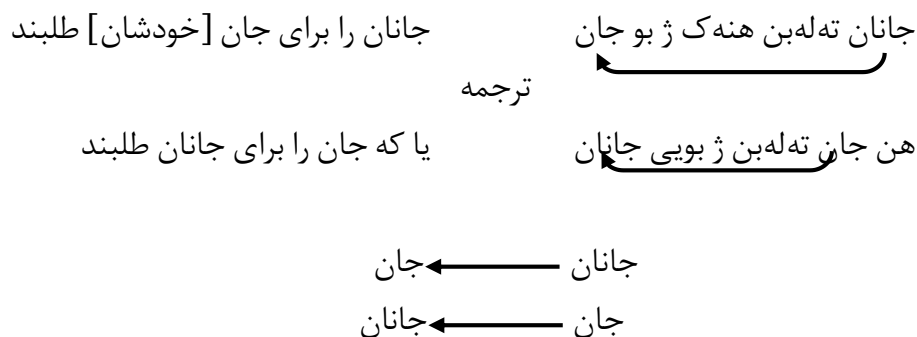 جانان تەلەبن هنەک ژ بو جان جانان را برای جان [خودشان] طلبند
ترجمه
هن جان تەلەبن ژ بویی جانان یا که جان را برای جانان طلبند
جانان جان
جان جانان